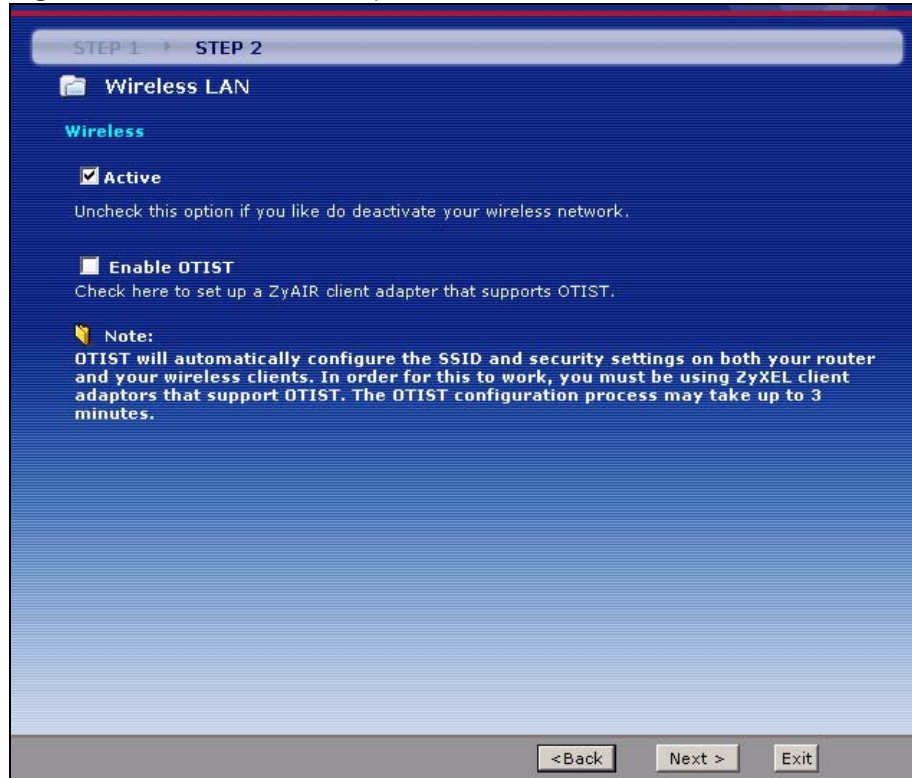 STEP 1 STEP 2
Wireless LAN
Wireless
Active
Uncheck this option if you like do deactivate your wireless network.
Enable OTIST
Check here to set up a ZyAIR client adapter that supports OTIST.
Note:
OTIST will automatically configure the SSID and security settings on both your router
and your wireless clients. In order for this to work, you must be using ZyXEL client
adaptors that support OTIST. The OTIST configuration process may take up to 3
minutes.
<Back Next > Exit